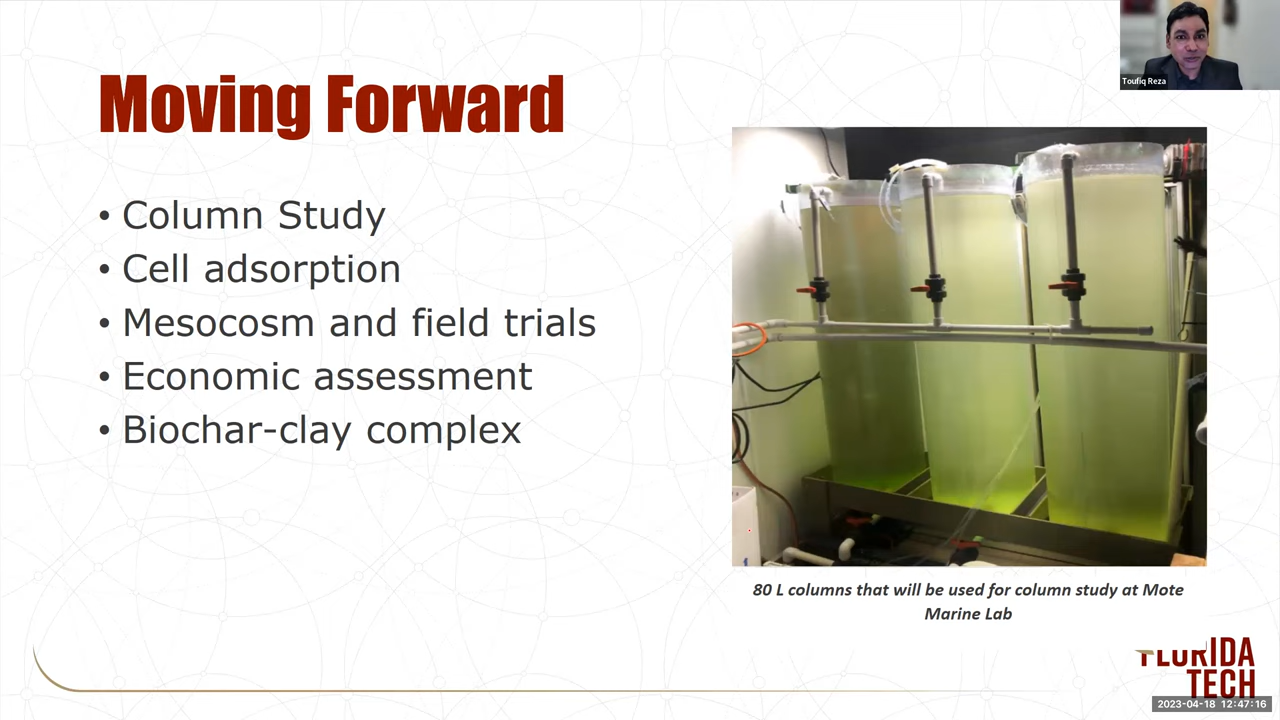 Toufiq Reza
Moving Forward
• Column Study
• Cell adsorption
• Mesocosm and field trials
• Economic assessment
• Biochar-clay complex
80 L columns that will be used for column study at Mote
Marine Lab
FLORIDA
TECH
2023-04-18 12:47:16